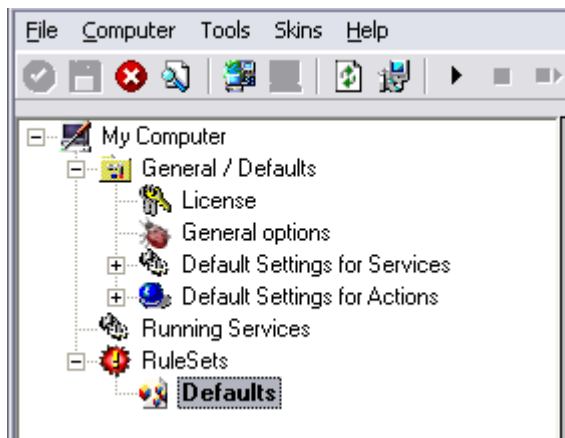 File Computer Tools Skins Help
My Computer
General / Defaults
License
General options
Default Settings for Services
Default Settings for Actions
Running Services
RuleSets
Defaults